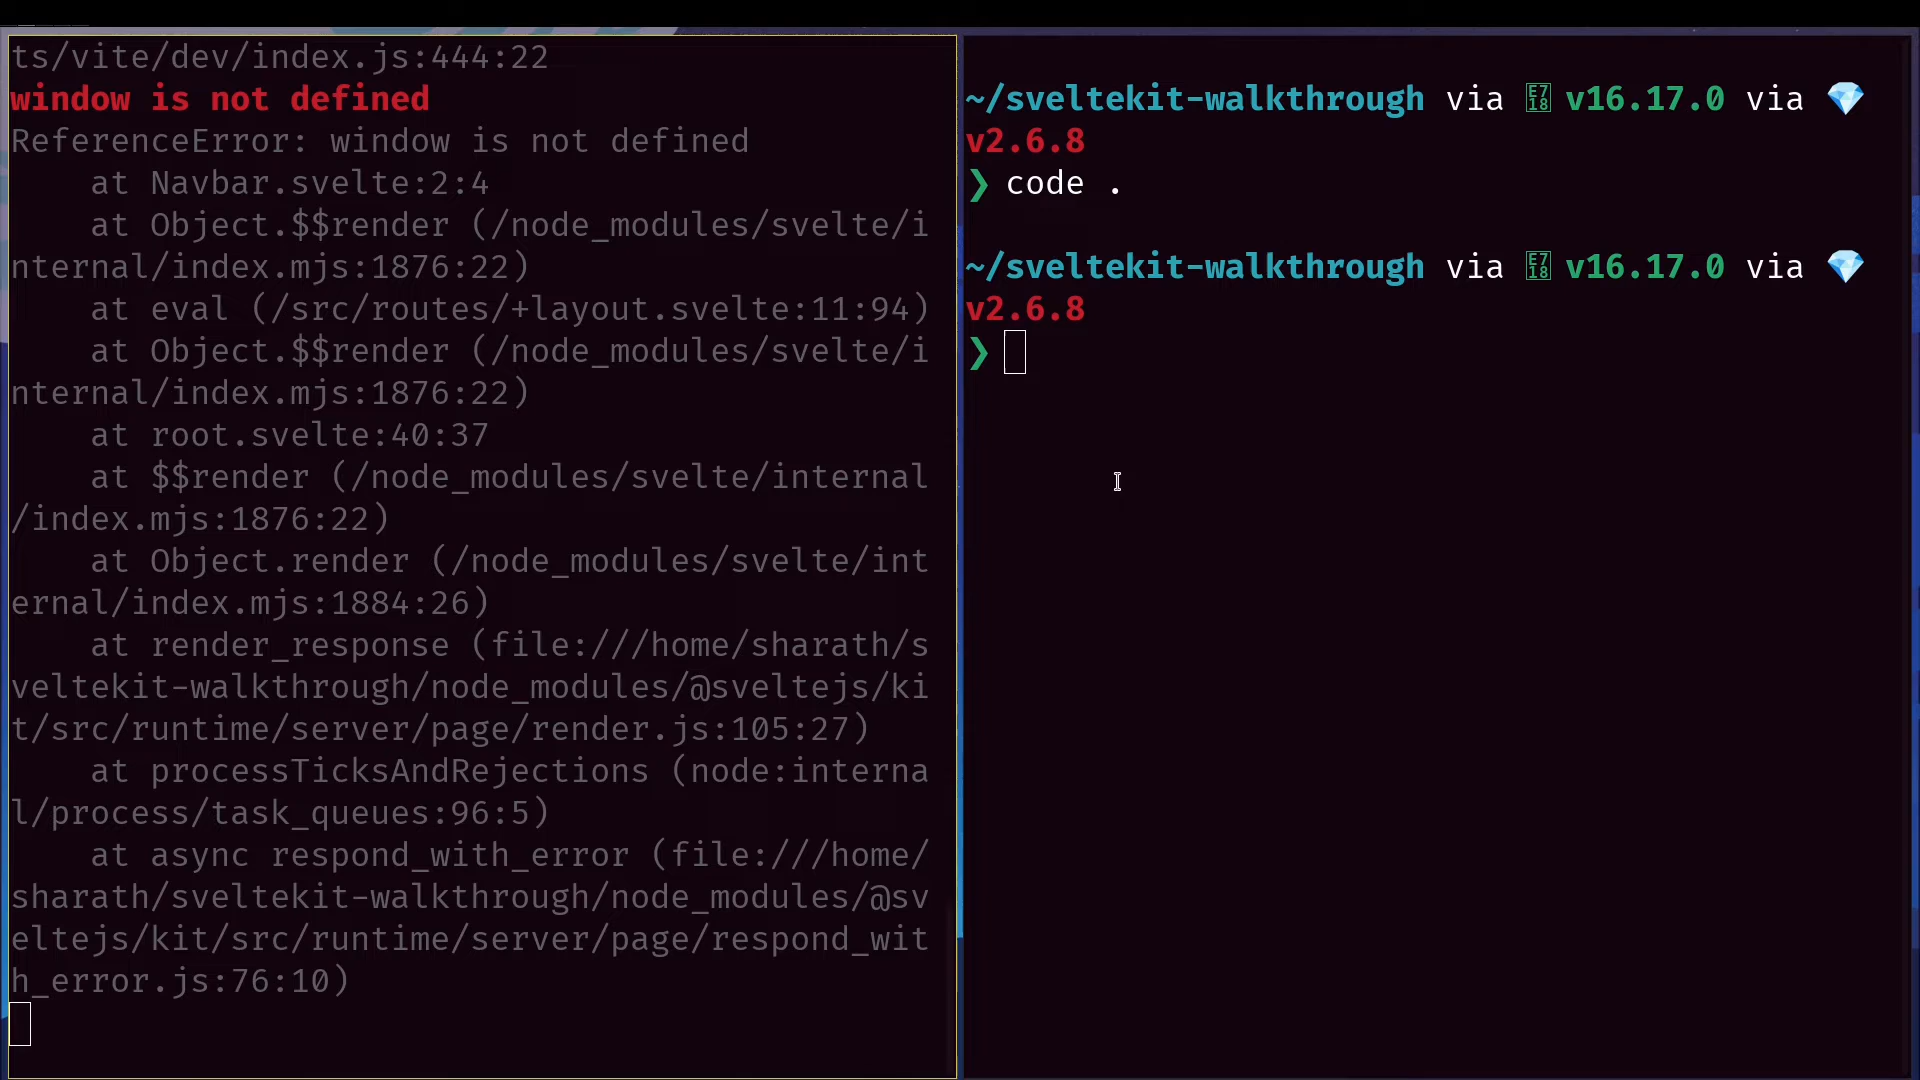 ts/vite/dev/index.js:444:22
window is not defined
ReferenceError: window is not defined
    at Navbar.svelte:2:4
    at Object.$$render (/node_modules/svelte/i
nternal/index.mjs:1876:22)
    at eval (/src/routes/+layout.svelte:11:94)
    at Object.$$render (/node_modules/svelte/i
nternal/index.mjs:1876:22)
    at root.svelte:40:37
    at $$render (/node_modules/svelte/internal
/index.mjs:1876:22)
    at Object.render (/node_modules/svelte/int
ernal/index.mjs:1884:26)
    at render_response (file:///home/sharath/s
veltekit-walkthrough/node_modules/@sveltejs/ki
t/src/runtime/server/page/render.js:105:27)
    at processTicksAndRejections (node:interna
l/process/task_queues:96:5)
    at async respond_with_error (file:///home/
sharath/sveltekit-walkthrough/node_modules/@sv
eltejs/kit/src/runtime/server/page/respond_wit
h_error.js:76:10)
~/sveltekit-walkthrough via E718 v16.17.0 via 💎
v2.6.8
❯ code .
~/sveltekit-walkthrough via E718 v16.17.0 via 💎
v2.6.8
❯